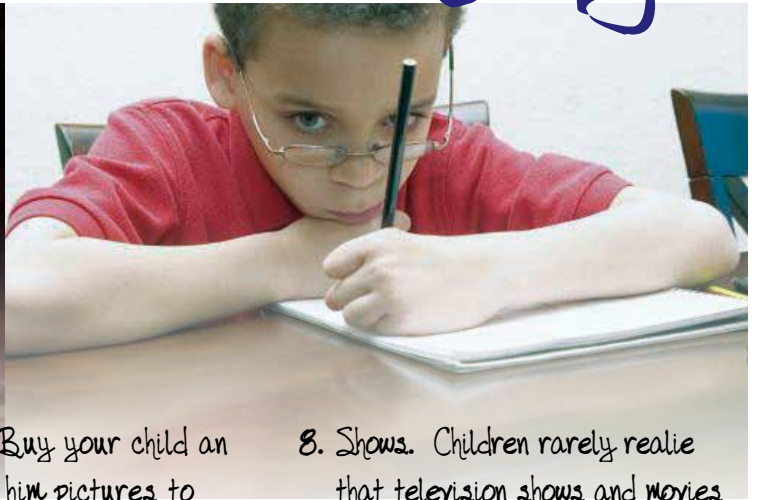 Buy your child an
him pictures to
8. Shows. Children rarely realie
that television shows and movies